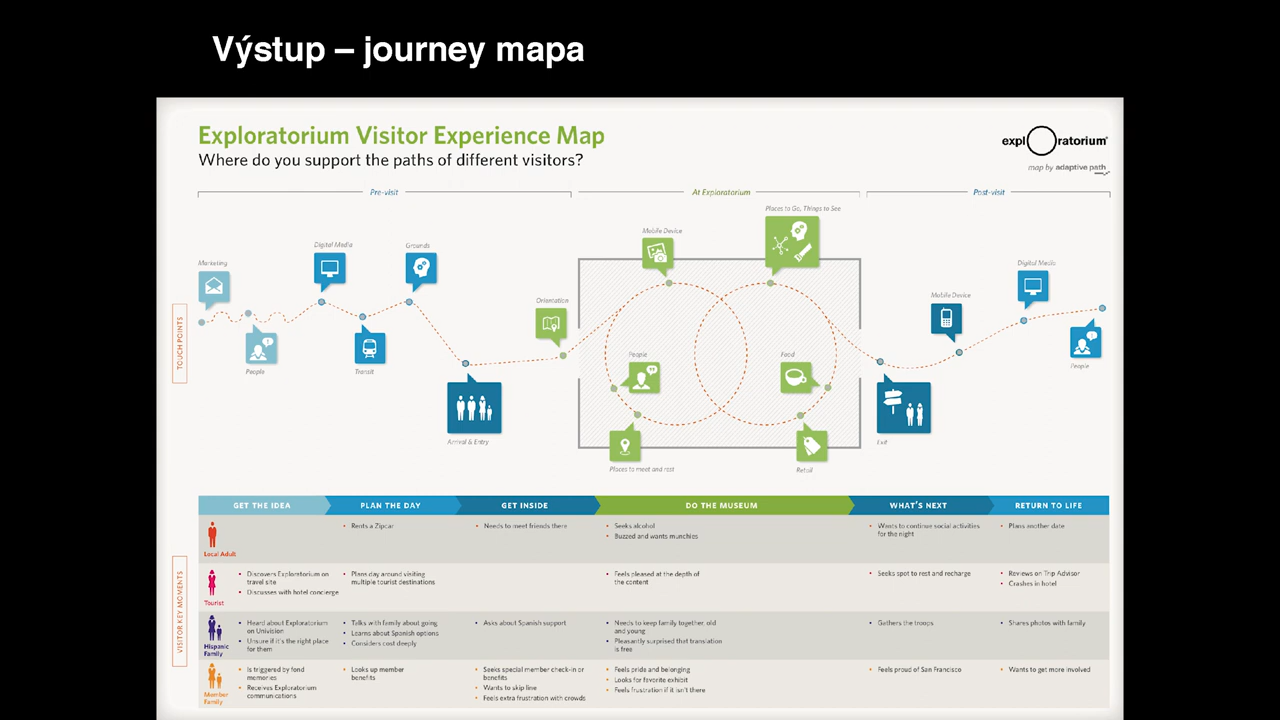 Výstup – journey mapa
Exploratorium Visitor Experience Map
Where do you support the paths of different visitors?
expl ratorium®
map by adaptive path
Pre-visit
At Exploratorium
Post-visit
TOUCH POINTS
Marketing
People
Digital Media
Transit
Grounds
Arrival & Entry
Orientation
Mobile Device
Places to Go, Things to See
People
Food
Places to meet and rest
Retail
Exit
Mobile Device
Digital Media
People
GET THE IDEA
PLAN THE DAY
GET INSIDE
DO THE MUSEUM
WHAT'S NEXT
RETURN TO LIFE
VISITOR KEY MOMENTS
Local Adult
• Rents a Zipcar
• Needs to meet friends there
• Seeks alcohol
• Buzzed and wants munchies
• Wants to continue social activities
for the night
• Plans another date
Tourist
• Discovers Exploratorium on
travel site
• Discusses with hotel concierge
• Plans day around visiting
multiple tourist destinations
• Feels pleased at the depth of
the content
• Seeks spot to rest and recharge
• Reviews on Trip Advisor
• Crashes in hotel
Hispanic
Family
• Heard about Exploratorium
on Univision
• Unsure if it's the right place
for them
• Talks with family about going
• Learns about Spanish options
• Considers cost deeply
• Asks about Spanish support
• Needs to keep family together, old
and young
• Pleasantly surprised that translation
is free
• Gathers the troops
• Shares photos with family
Member
Family
• Is triggered by fond
memories
• Receives Exploratorium
communications
• Looks up member
benefits
• Seeks special member check-in or
benefits
• Wants to skip line
• Feels extra frustration with crowds
• Feels pride and belonging
• Looks for favorite exhibit
• Feels frustration if it isn't there
• Feels proud of San Francisco
• Wants to get more involved